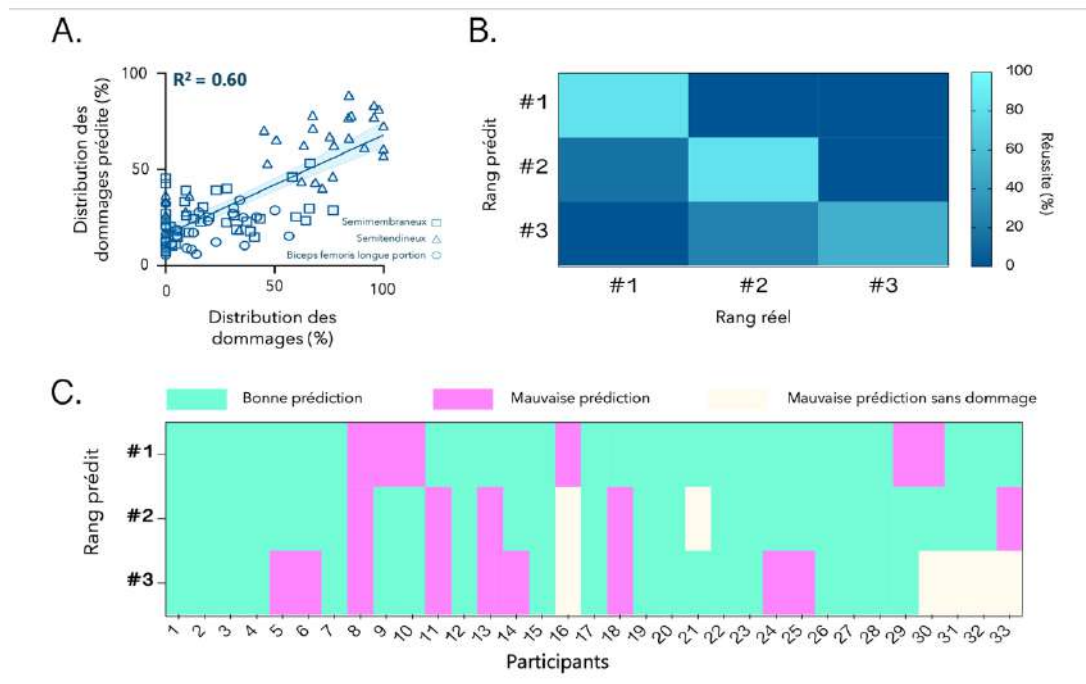 A.
R² = 0.60
Distribution des
dommages prédite (%)
100
50
0
Semimembraneux
Semitendineux
Biceps femoris longue portion
0
50
100
Distribution des
dommages (%)
B.
Rang prédit
#1
#2
#3
#1
#2
#3
Rang réel
100
80
60
40
20
0
Réussite (%)
C.
Bonne prédiction
Mauvaise prédiction
Mauvaise prédiction sans dommage
Rang prédit
#1
#2
#3
1 2 3 4 5 6 7 8 9 10 11 12 13 14 15 16 17 18 19 20 21 22 23 24 25 26 27 28 29 30 31 32 33
Participants